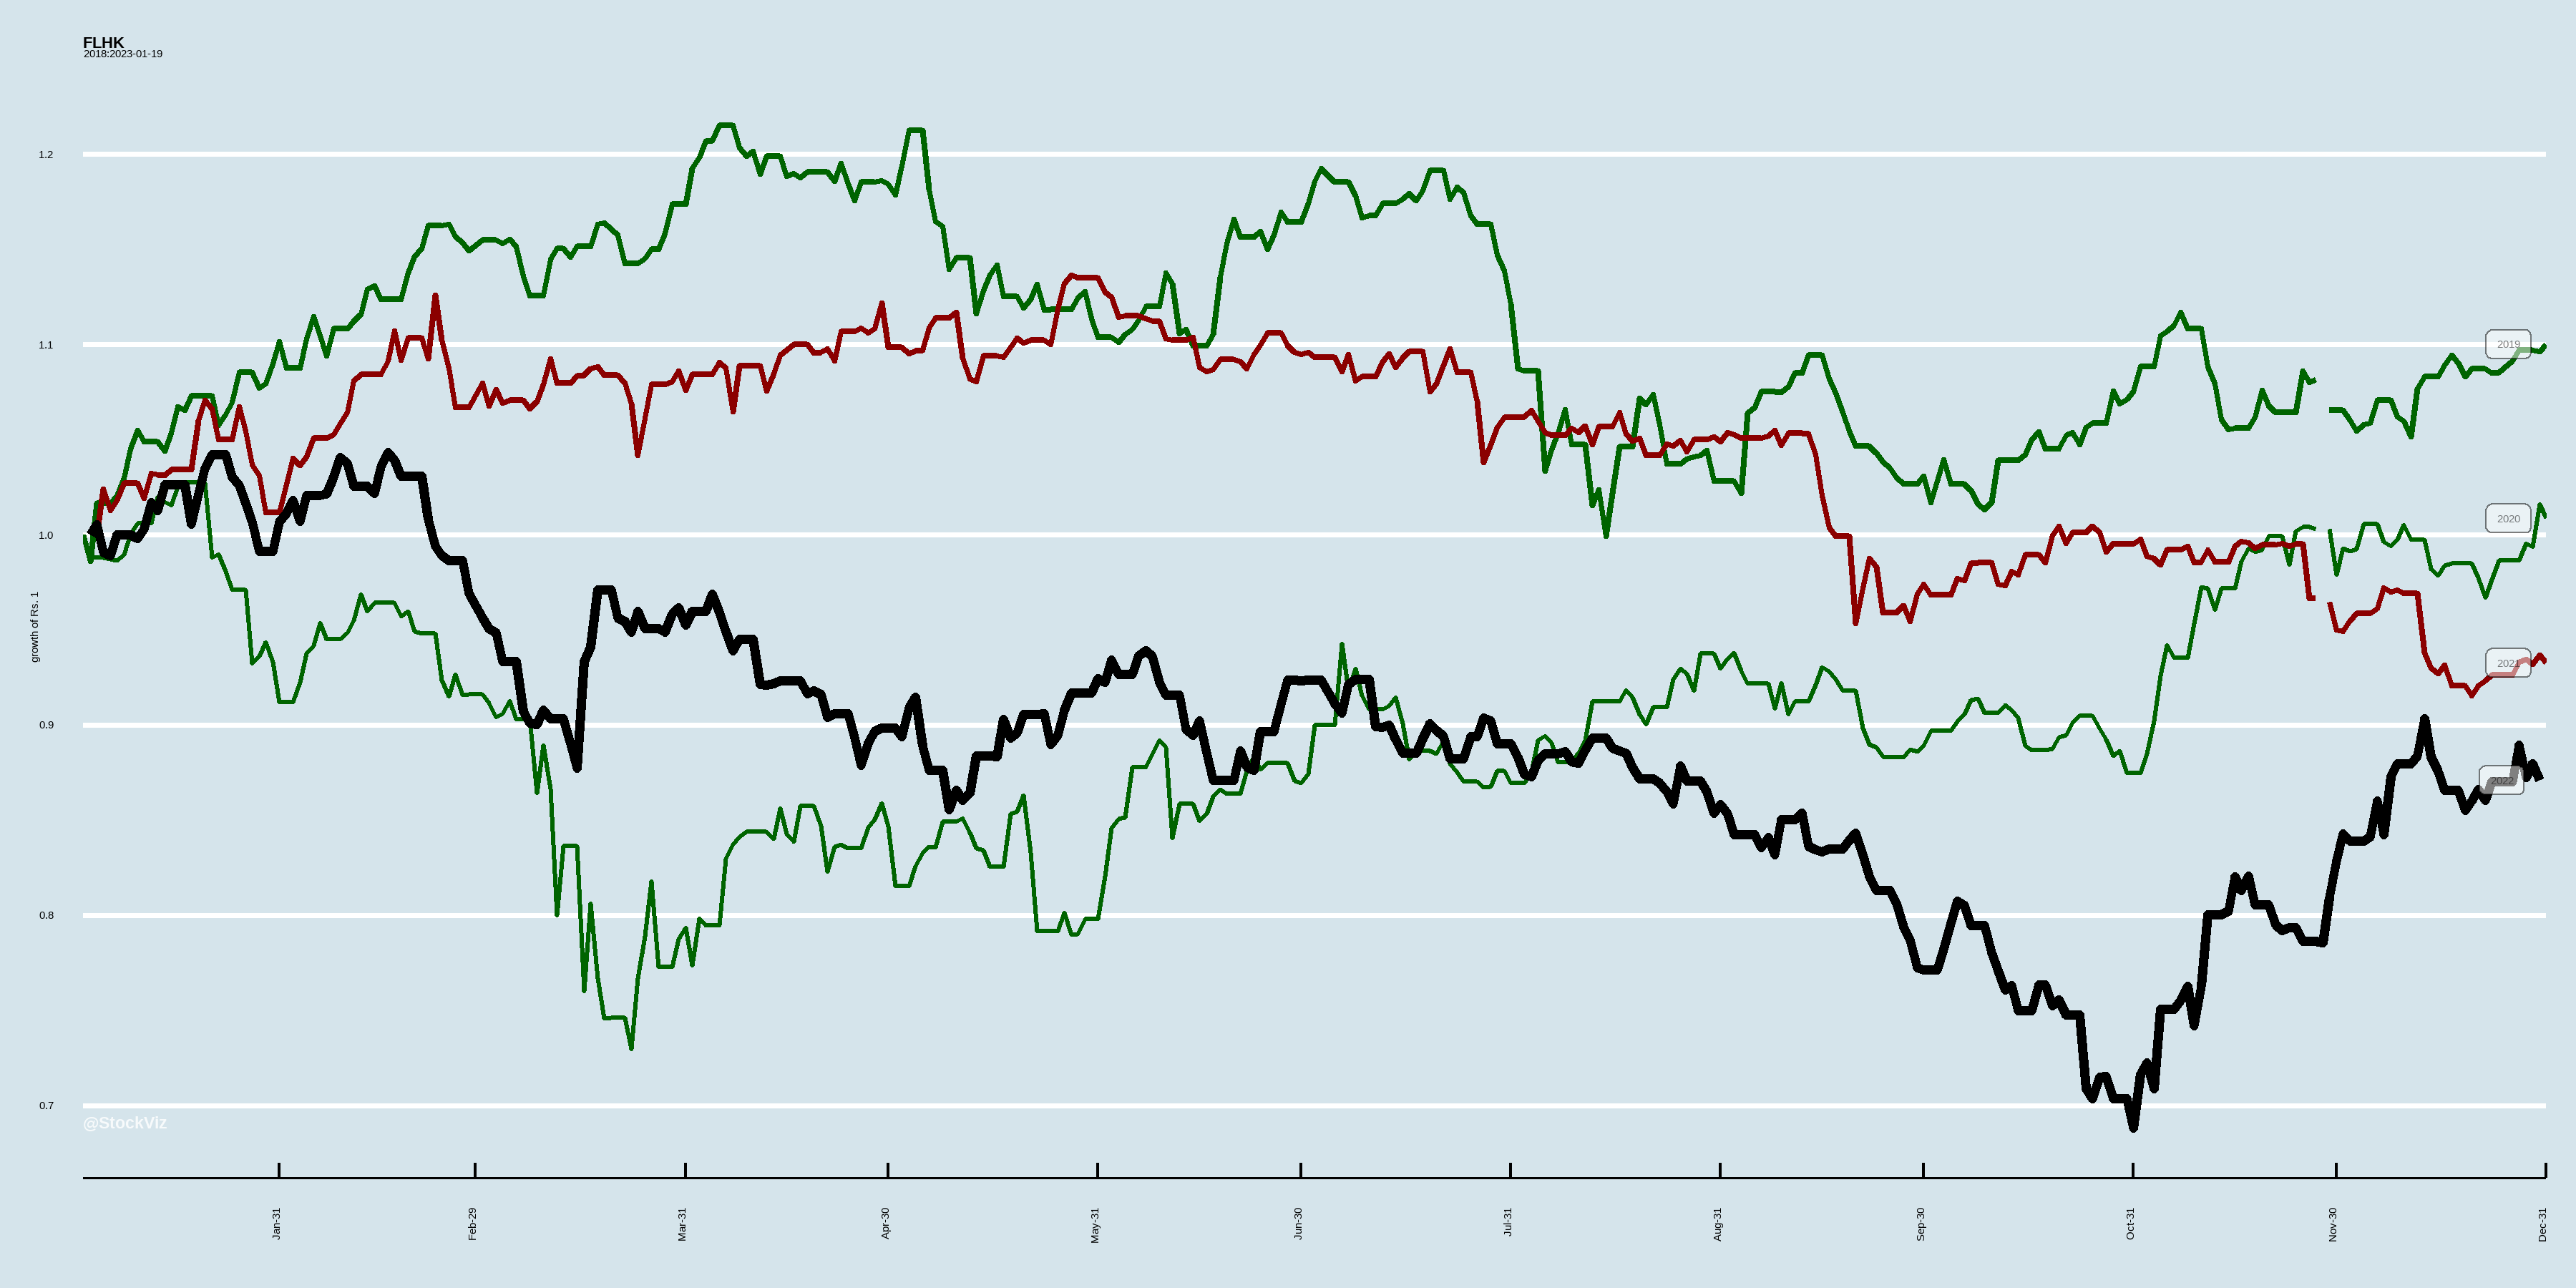 FLHK
2018:2023-01-19
1.2
1.1
1.0
0.9
0.8
0.7
growth of Rs. 1
2019
2020
2021
2022
@StockViz
Jan-31
Feb-29
Mar-31
Apr-30
May-31
Jun-30
Jul-31
Aug-31
Sep-30
Oct-31
Nov-30
Dec-31